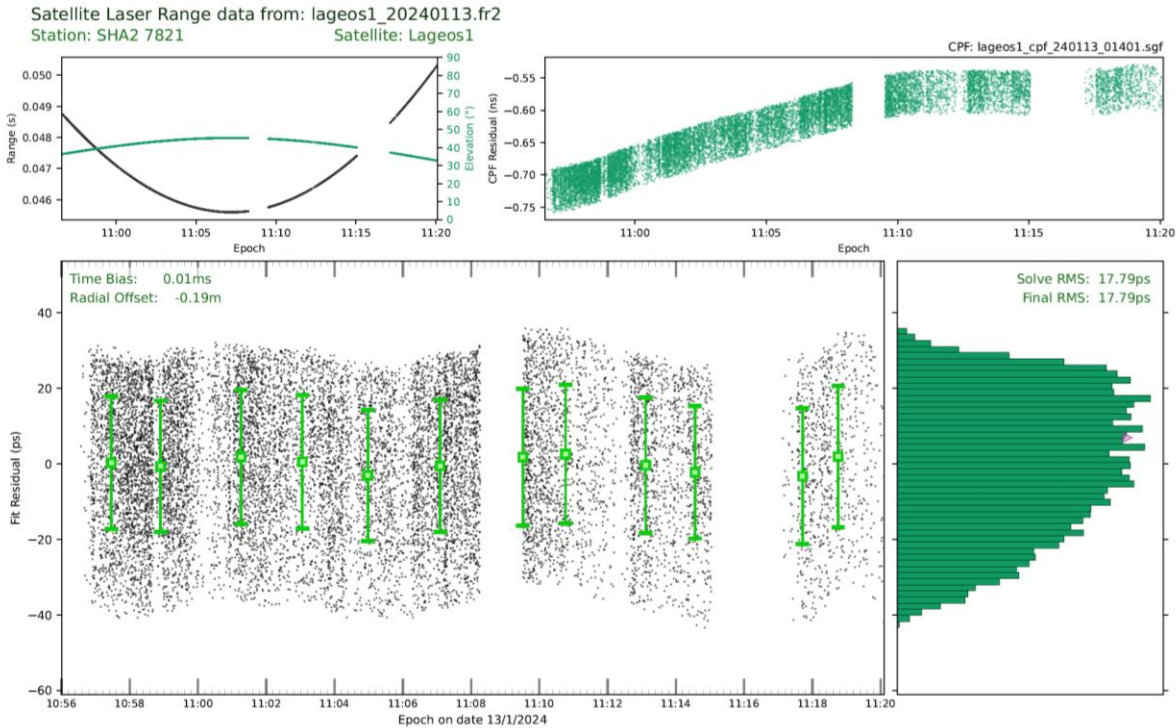 Satellite Laser Range data from: lageos1_20240113.fr2
Station: SHA2 7821 Satellite: Lageos1
CPF: lageos1_cpf_240113_01401.sgf
0.050
0.049
0.048
0.047
0.046
Range (s)
90
80
70
60
50
40
30
20
10
0
Elevation (°)
11:00 11:05 11:10 11:15 11:20
Epoch
−0.55
−0.60
−0.65
−0.70
−0.75
CPF Residual (ns)
11:00 11:05 11:10 11:15 11:20
Epoch
Time Bias: 0.01ms
Radial Offset: -0.19m
40
20
0
−20
−40
−60
Fit Residual (ps)
10:56 10:58 11:00 11:02 11:04 11:06 11:08 11:10 11:12 11:14 11:16 11:18 11:20
Epoch on date 13/1/2024
Solve RMS: 17.79ps
Final RMS: 17.79ps